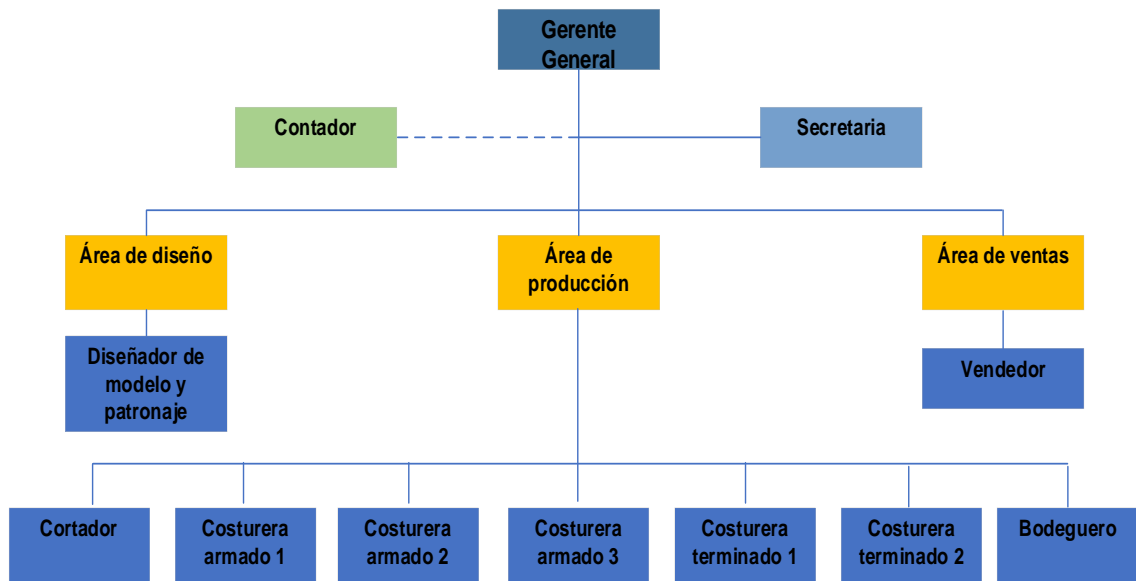 Gerente
General
Contador
Secretaria
Área de diseño
Área de
producción
Área de ventas
Diseñador de
modelo y
patronaje
Vendedor
Cortador
Costurera
armado 1
Costurera
armado 2
Costurera
armado 3
Costurera
terminado 1
Costurera
terminado 2
Bodeguero